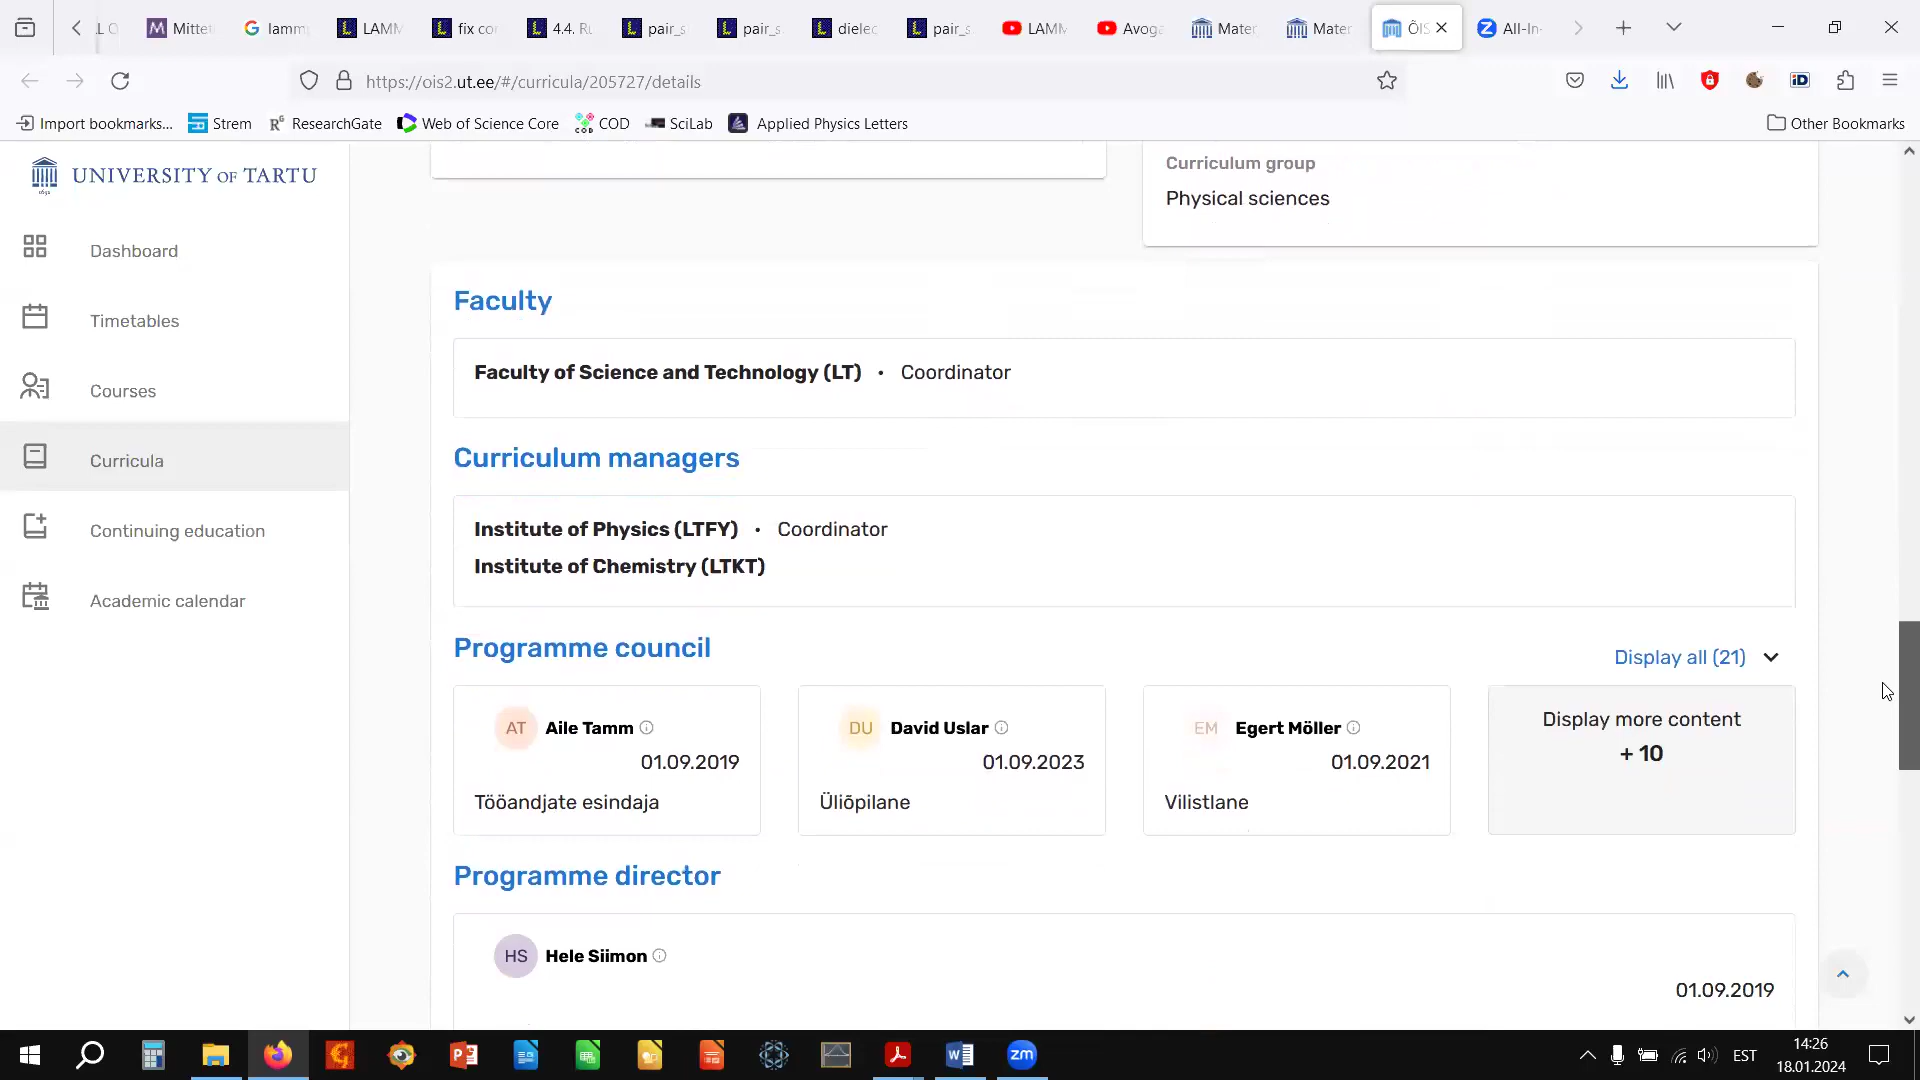 LL Q
Mittet
lamm
LAMM
fix cor
4.4. Ru
pair_s
pair_s
dielec
pair_s
LAMM
Avoga
Mater
Mater
ÕIS
All-In-
https://ois2.ut.ee/#/curricula/205727/details
Import bookmarks...
Strem
ResearchGate
Web of Science Core
COD
SciLab
Applied Physics Letters
Other Bookmarks
UNIVERSITY OF TARTU
Dashboard
Timetables
Courses
Curricula
Continuing education
Academic calendar
Curriculum group
Physical sciences
Faculty
Faculty of Science and Technology (LT) • Coordinator
Curriculum managers
Institute of Physics (LTFY) • Coordinator
Institute of Chemistry (LTKT)
Programme council
Display all (21)
AT Aile Tamm
01.09.2019
Tööandjate esindaja
DU David Uslar
01.09.2023
Üliõpilane
EM Egert Möller
01.09.2021
Vilistlane
Display more content
+ 10
Programme director
HS Hele Siimon
01.09.2019
EST
14:26
18.01.2024